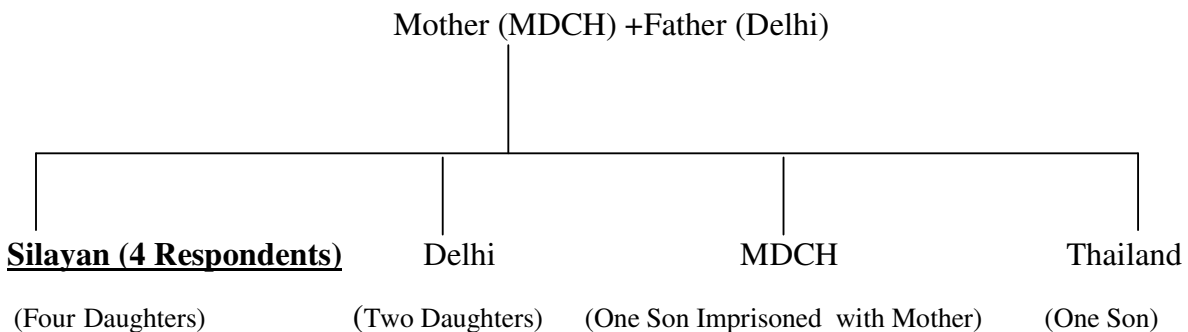 Mother (MDCH) +Father (Delhi)
Silayan (4 Respondents) Delhi MDCH Thailand
(Four Daughters) (Two Daughters) (One Son Imprisoned with Mother) (One Son)